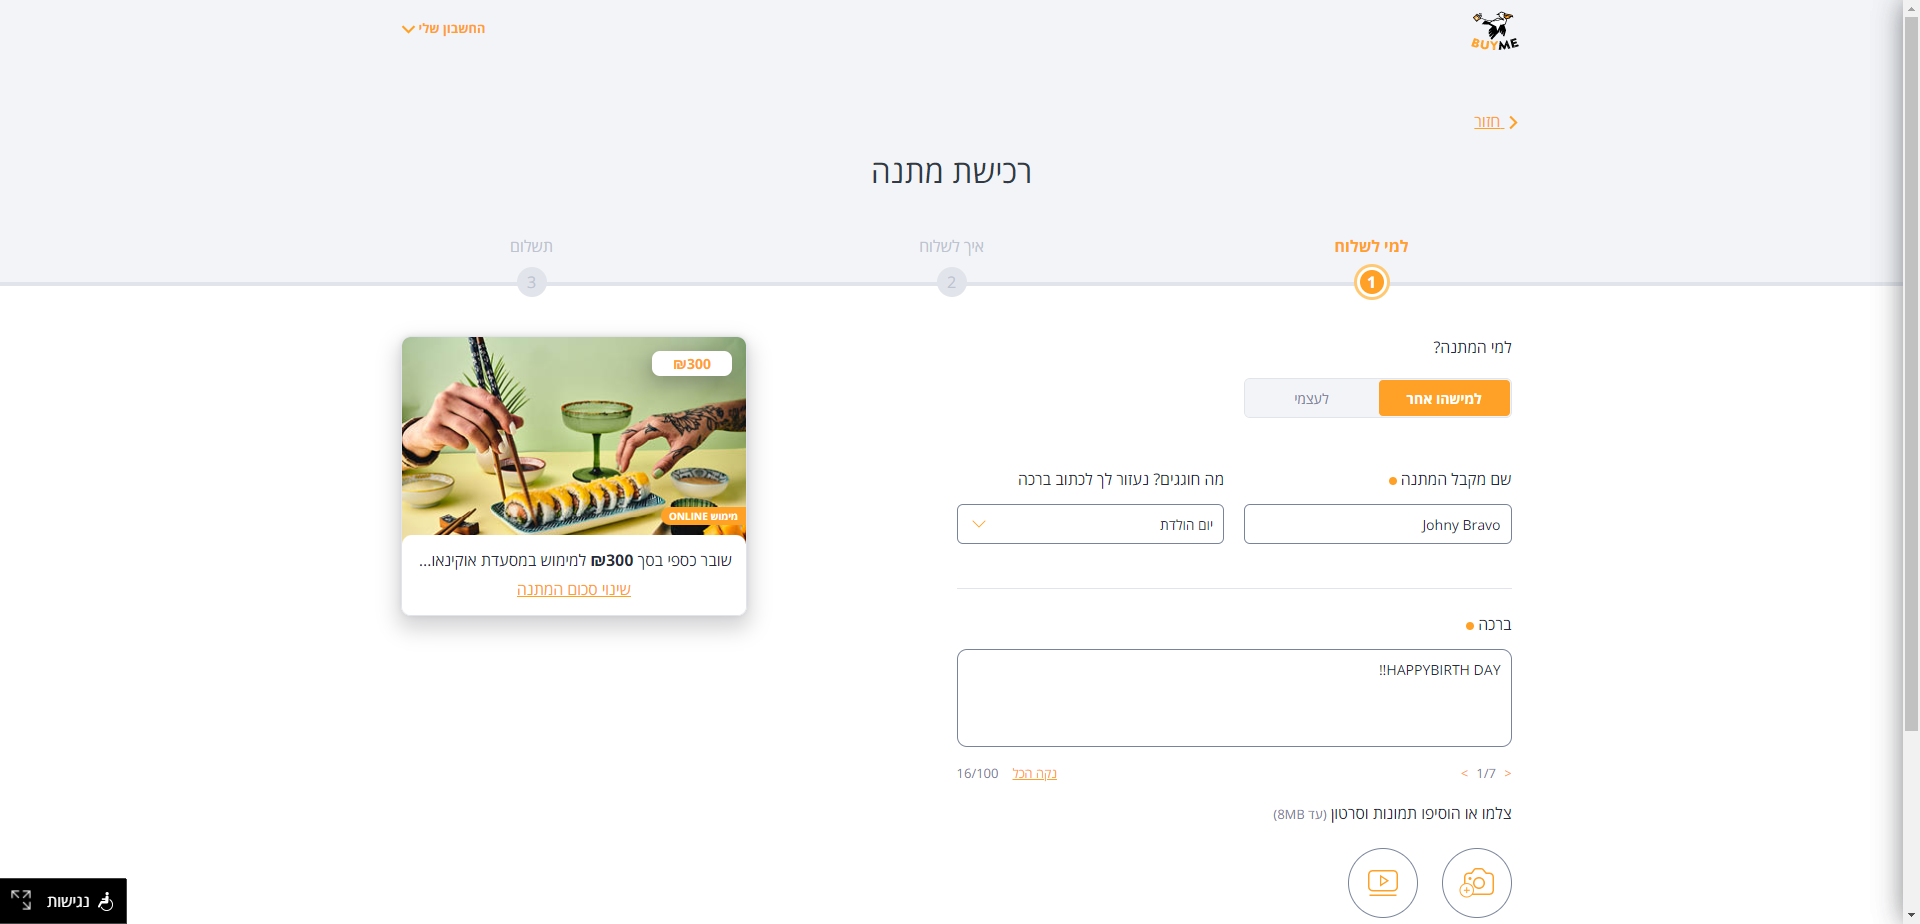 BUYME
החשבון שלי
חזור
רכישת מתנה
למי לשלוח
איך לשלוח
תשלום
1
2
3
למי המתנה?
למישהו אחר
לעצמי
שם מקבל המתנה
מה חוגגים? נעזור לך לכתוב ברכה
Johny Bravo
יום הולדת
ברכה
!!HAPPYBIRTH DAY
< 1/7 >
נקה הכל
16/100
צלמו או הוסיפו תמונות וסרטון (עד 8MB)
₪300
מימוש ONLINE
שובר כספי בסך ₪300 למימוש במסעדת אוקינאו...
שינוי סכום המתנה
נגישות